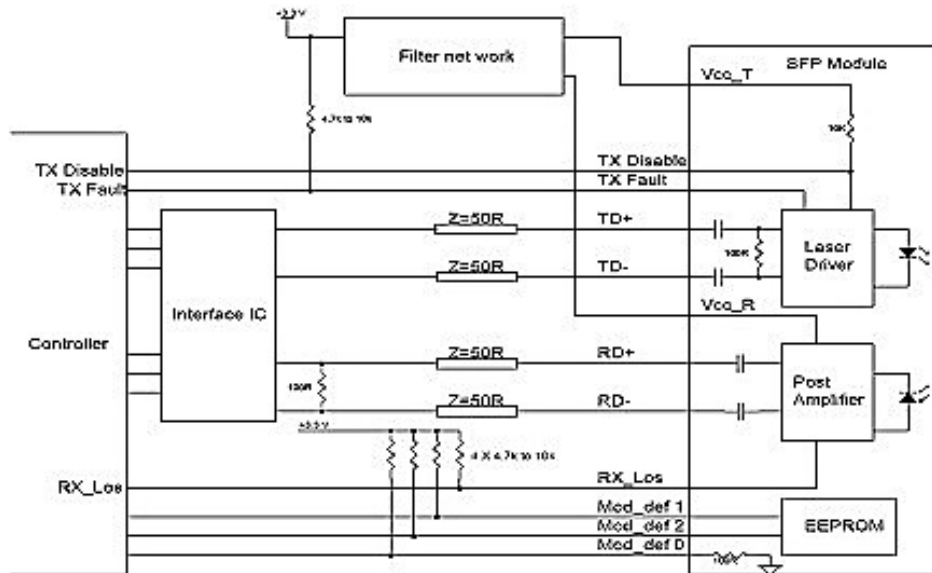 +3.3V
Filter net work
SFP Module
Vcc_T
4.7K to 10K
10K
TX Disable
TX Disable
TX Fault
TX Fault
Z=50R
TD+
100R
Laser
Driver
Z=50R
TD-
Interface IC
Vcc_R
Controller
Z=50R
RD+
100R
Post
Amplifier
Z=50R
RD-
+3.3V
4 X 4.7k to 10k
RX_Los
RX_Los
Mod_def 1
Mod_def 2
EEPROM
Mod_def 0